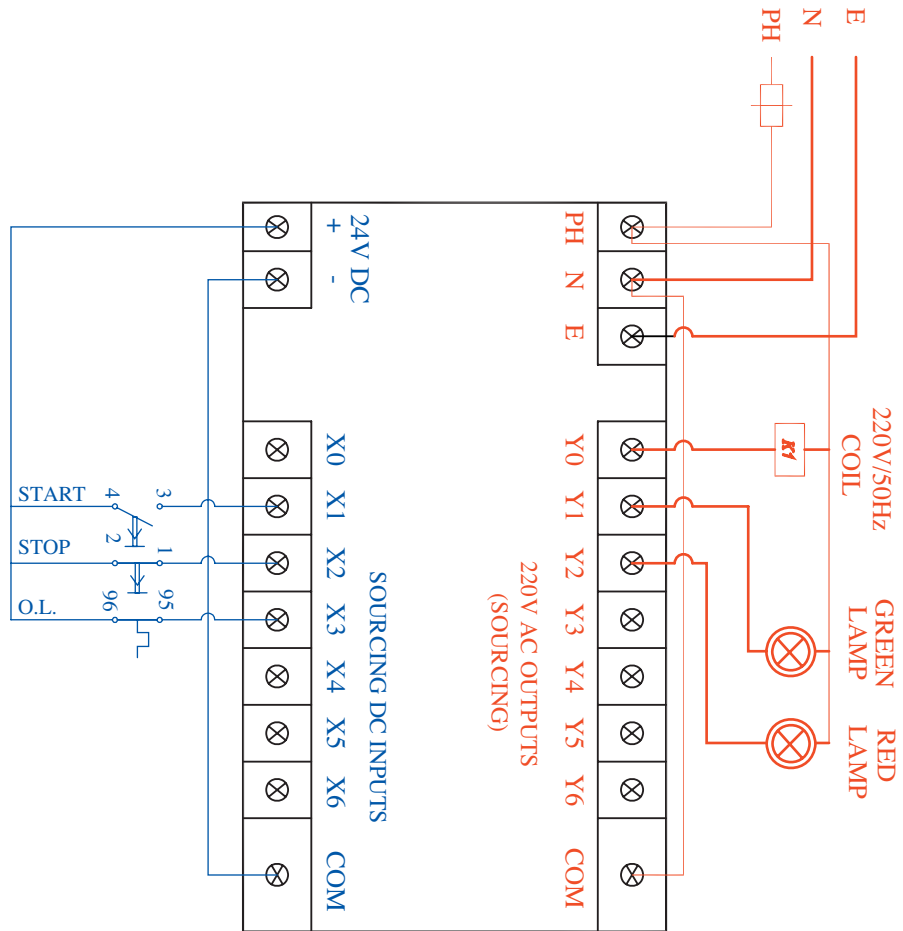 E
N
PH
220V/50Hz
COIL
K1
GREEN
LAMP
RED
LAMP
PH
N
E
Y0
Y1
Y2
Y3
Y4
Y5
Y6
COM
220V AC OUTPUTS
(SOURCING)
24V DC
+
-
SOURCING DC INPUTS
X0
X1
X2
X3
X4
X5
X6
COM
START
4
3
STOP
2
1
O.L.
96
95